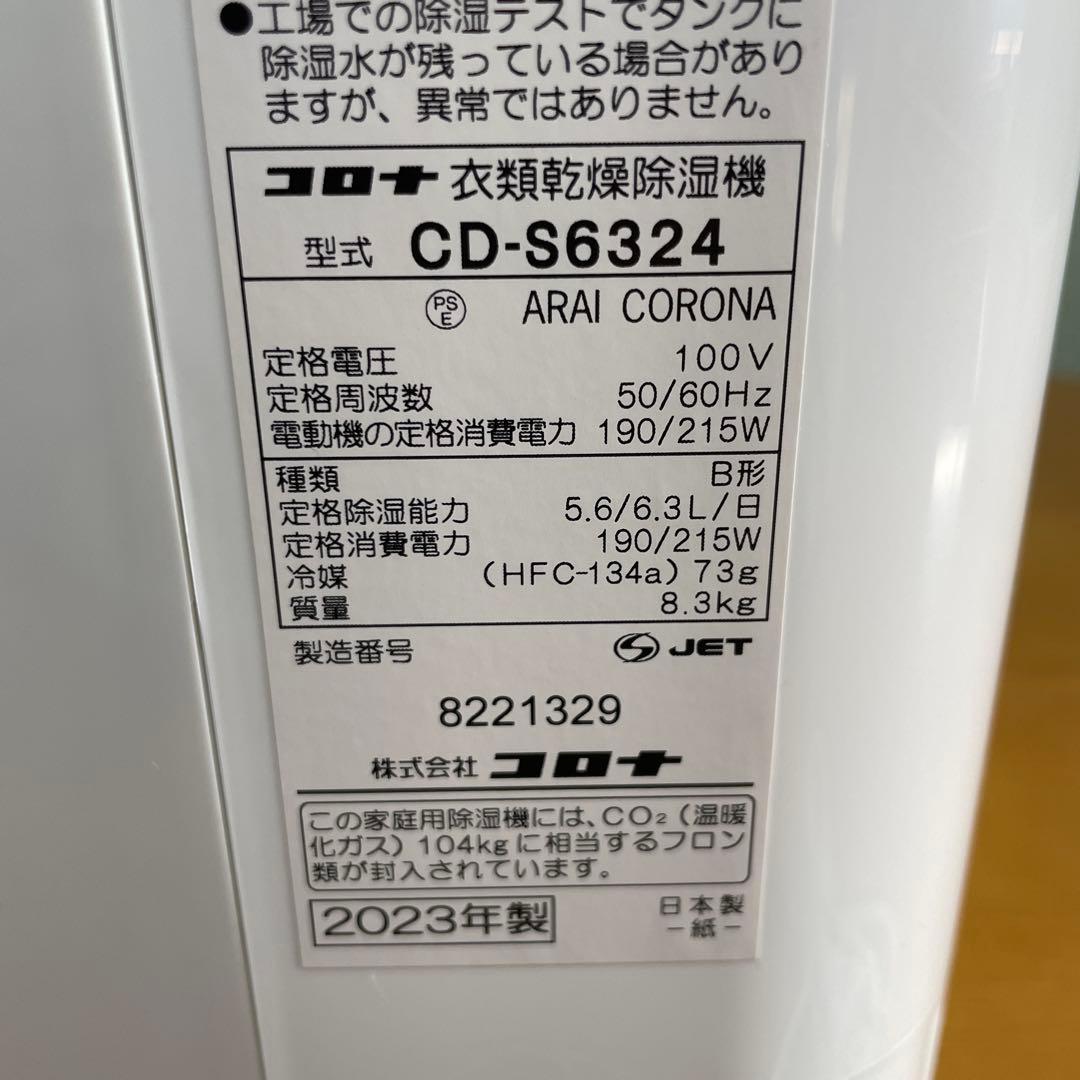 ●工場での除湿テストでタンクに
除湿水が残っている場合があり
ますが、異常ではありません。
コロナ 衣類乾燥除湿機
型式 CD-S6324
PSE ARAI CORONA
定格電圧 100V
定格周波数 50/60Hz
電動機の定格消費電力 190/215W
種類 B形
定格除湿能力 5.6/6.3L/日
定格消費電力 190/215W
冷媒 (HFC-134a) 73g
質量 8.3kg
製造番号 JET
8221329
株式会社 コロナ
この家庭用除湿機には、CO₂(温暖
化ガス)104kgに相当するフロン
類が封入されています。
2023年製 日本製
-紙-